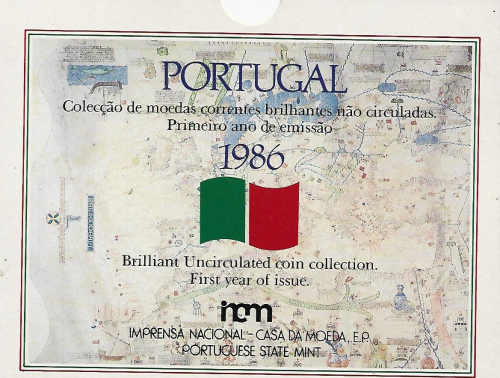 PORTUGAL
Colecção de moedas correntes brilhantes não circuladas.
Primeiro ano de emissão
1986
Brilliant Uncirculated coin collection.
First year of issue.
incm
IMPRENSA NACIONAL - CASA DA MOEDA, E.P.
PORTUGUESE STATE MINT